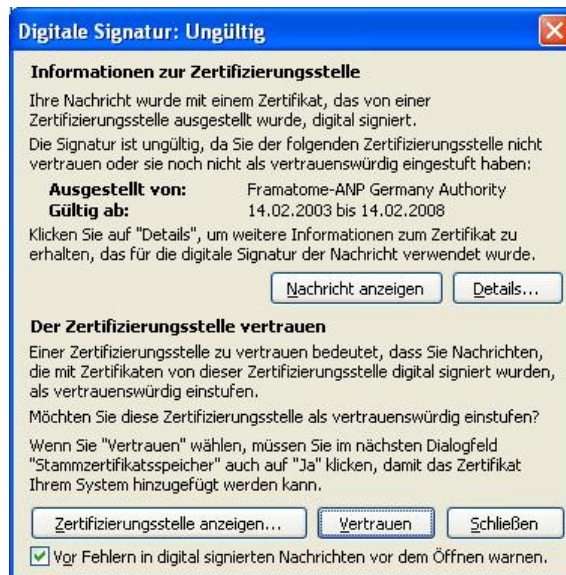 Digitale Signatur: Ungültig
Informationen zur Zertifizierungsstelle
Ihre Nachricht wurde mit einem Zertifikat, das von einer
Zertifizierungsstelle ausgestellt wurde, digital signiert.
Die Signatur ist ungültig, da Sie der folgenden Zertifizierungsstelle nicht
vertrauen oder sie noch nicht als vertrauenswürdig eingestuft haben:
Ausgestellt von: Framatome-ANP Germany Authority
Gültig ab: 14.02.2003 bis 14.02.2008
Klicken Sie auf "Details", um weitere Informationen zum Zertifikat zu
erhalten, das für die digitale Signatur der Nachricht verwendet wurde.
Nachricht anzeigen Details...
Der Zertifizierungsstelle vertrauen
Einer Zertifizierungsstelle zu vertrauen bedeutet, dass Sie Nachrichten,
die mit Zertifikaten von dieser Zertifizierungsstelle digital signiert wurden,
als vertrauenswürdig einstufen.
Möchten Sie diese Zertifizierungsstelle als vertrauenswürdig einstufen?
Wenn Sie "Vertrauen" wählen, müssen Sie im nächsten Dialogfeld
"Stammzertifikatsspeicher" auch auf "Ja" klicken, damit das Zertifikat
Ihrem System hinzugefügt werden kann.
Zertifizierungsstelle anzeigen... Vertrauen Schließen
Vor Fehlern in digital signierten Nachrichten vor dem Öffnen warnen.